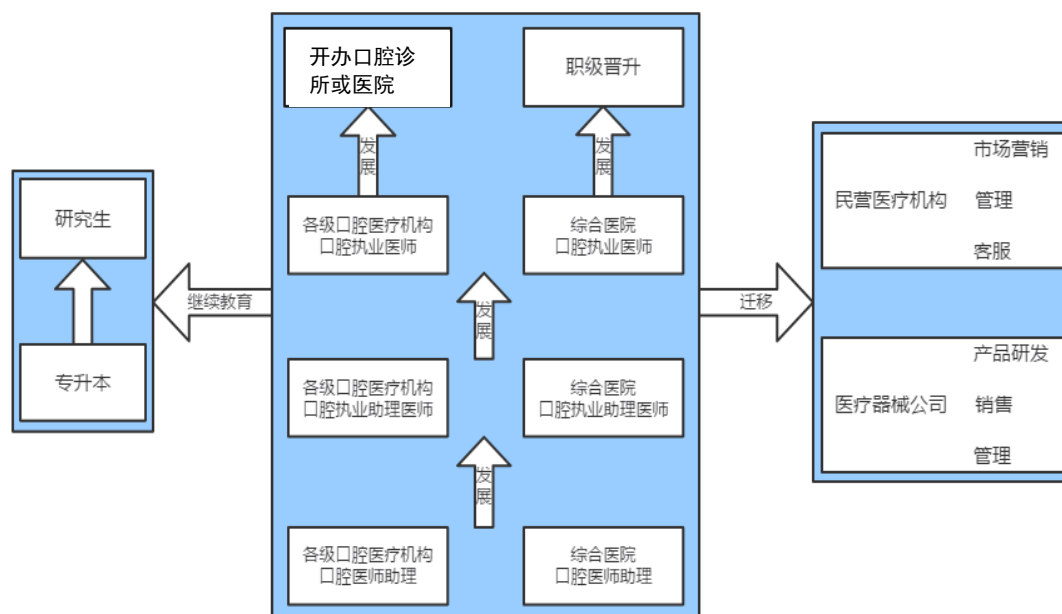 研究生
专升本
继续教育
开办口腔诊
所或医院
职级晋升
发
展
发
展
各级口腔医疗机构
口腔执业医师
综合医院
口腔执业医师
发
展
各级口腔医疗机构
口腔执业助理医师
综合医院
口腔执业助理医师
发
展
各级口腔医疗机构
口腔医师助理
综合医院
口腔医师助理
迁移
民营医疗机构
市场营销
管理
客服
医疗器械公司
产品研发
销售
管理